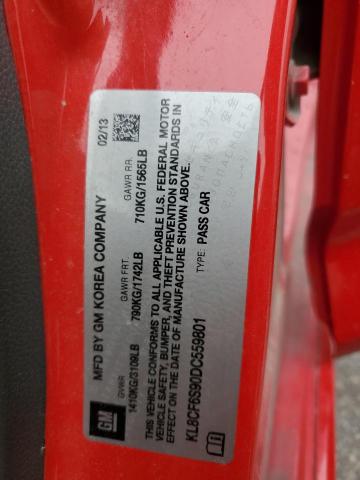 MFD BY GM KOREA COMPANY 02/13
GVWR GAWR FRT. GAWR RR.
1410KG/3109LB 790KG/1742LB 710KG/1565LB
THIS VEHICLE CONFORMS TO ALL APPLICABLE U.S. FEDERAL MOTOR
VEHICLE SAFETY, BUMPER, AND THEFT PREVENTION STANDARDS IN
EFFECT ON THE DATE OF MANUFACTURE SHOWN ABOVE.
KL8CF6S90DC559801 TYPE: PASS CAR
GM